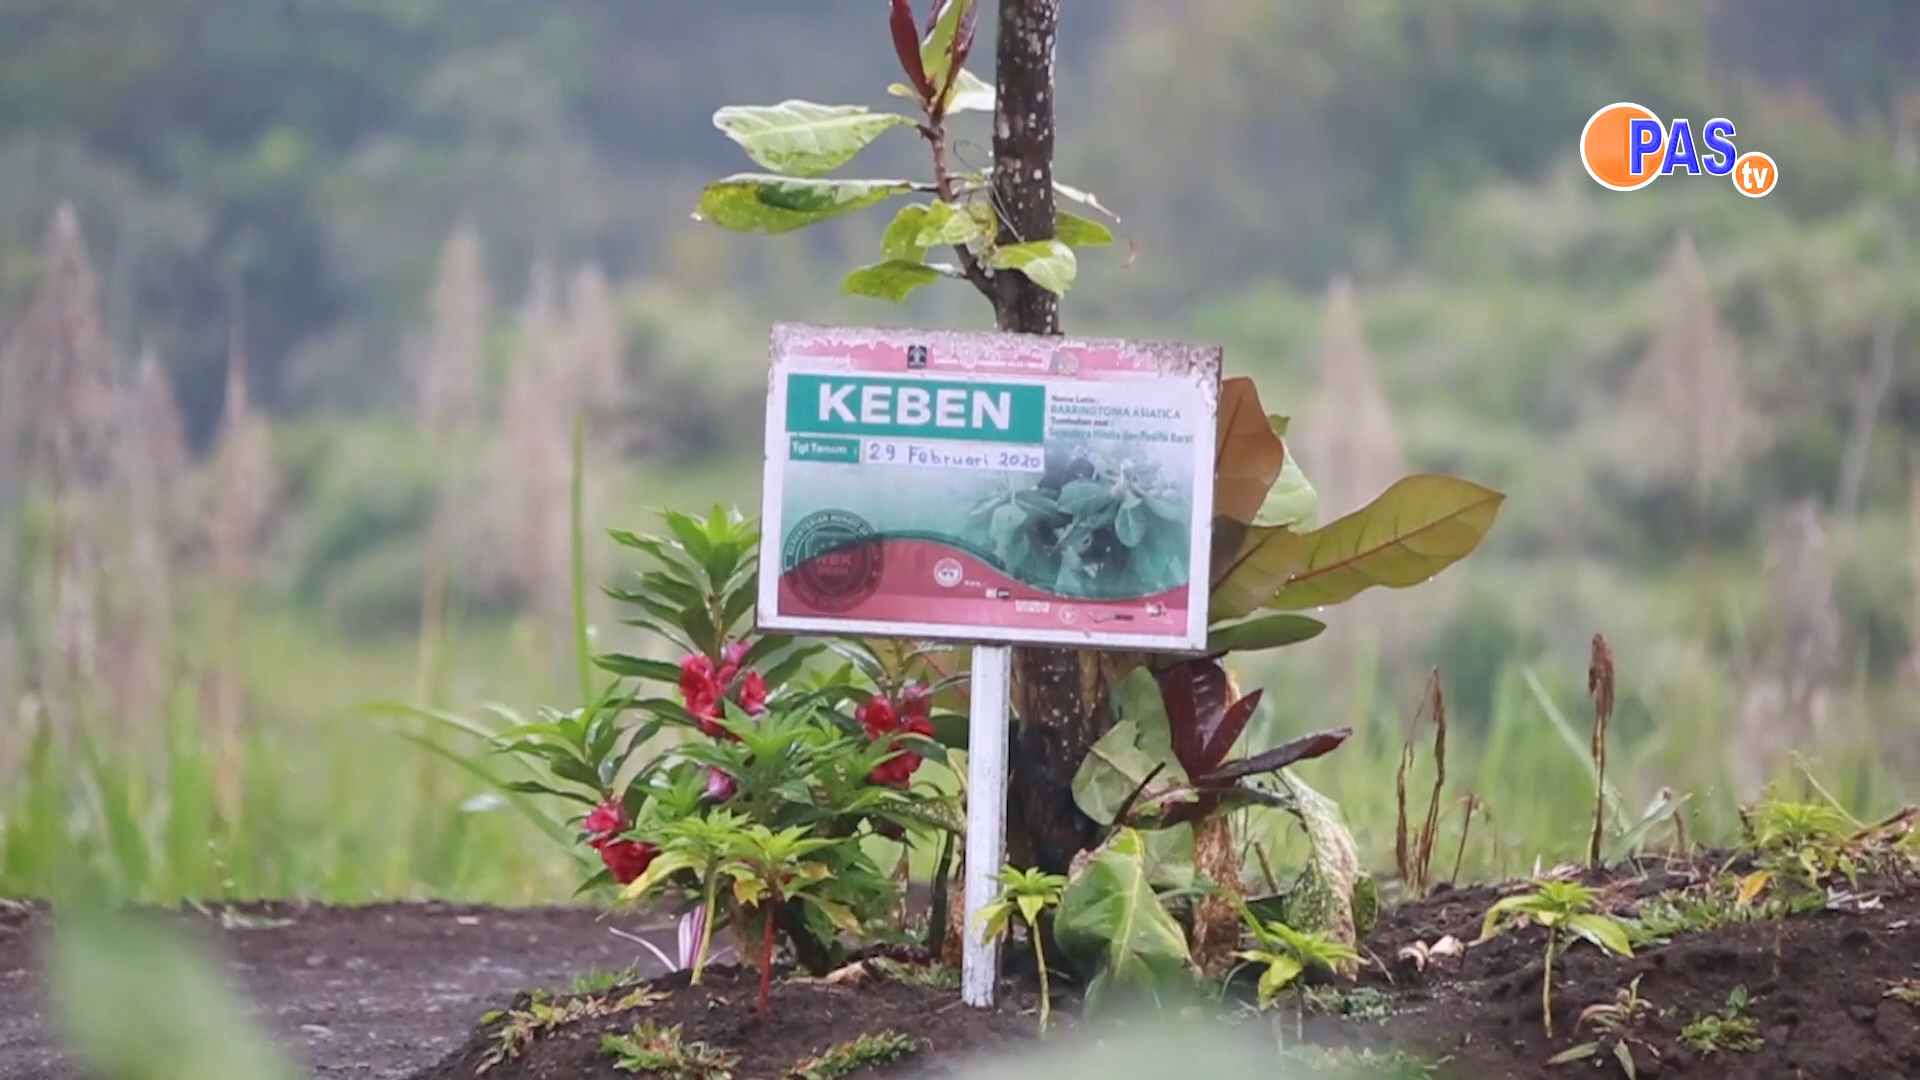 PAS
tv
KEBEN
Nama Latin :
BARRINGTONIA ASIATICA
Tumbuhan asal :
Samudera Hindia dan Pasifik Barat
Tgl Tanam :
29 Februari 2020
WBK